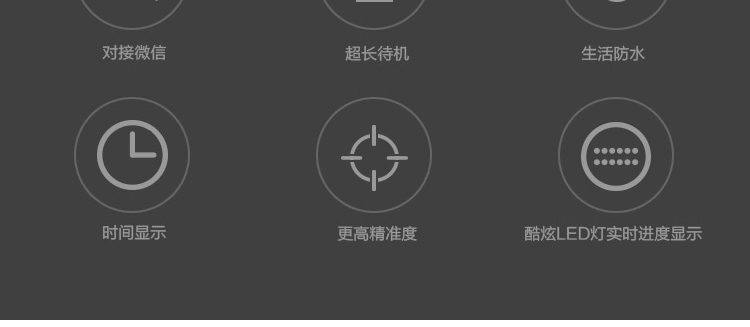 对接微信
超长待机
生活防水
时间显示
更高精准度
酷炫LED灯实时进度显示